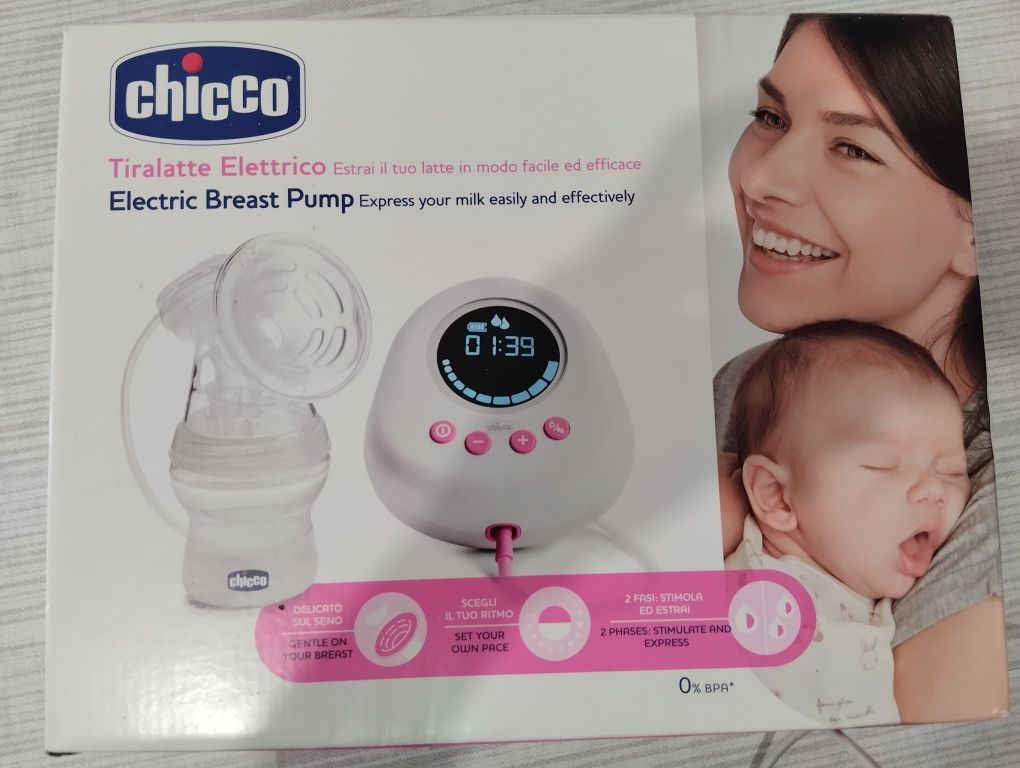 chicco
Tiralatte Elettrico Estrai il tuo latte in modo facile ed efficace
Electric Breast Pump Express your milk easily and effectively
01:39
chicco
chicco
DELICATO
SUL SENO
GENTLE ON
YOUR BREAST
SCEGLI
IL TUO RITMO
SET YOUR
OWN PACE
2 FASI: STIMOLA
ED ESTRAI
2 PHASES: STIMULATE AND
EXPRESS
0% BPA*